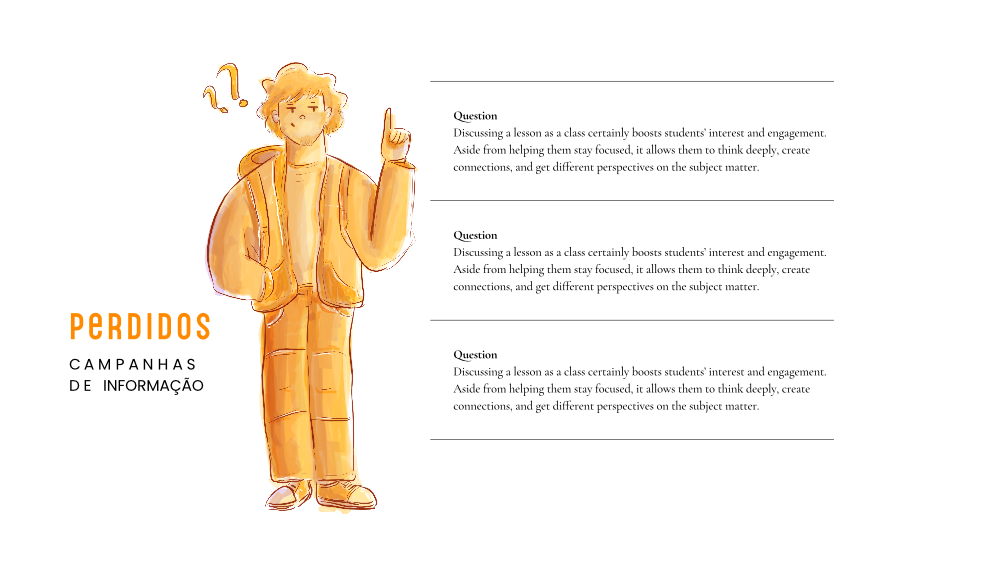 ??
PeRDIDOS
CAMPANHAS
DE INFORMAÇÃO
Question
Discussing a lesson as a class certainly boosts students’ interest and engagement.
Aside from helping them stay focused, it allows them to think deeply, create
connections, and get different perspectives on the subject matter.
Question
Discussing a lesson as a class certainly boosts students’ interest and engagement.
Aside from helping them stay focused, it allows them to think deeply, create
connections, and get different perspectives on the subject matter.
Question
Discussing a lesson as a class certainly boosts students’ interest and engagement.
Aside from helping them stay focused, it allows them to think deeply, create
connections, and get different perspectives on the subject matter.